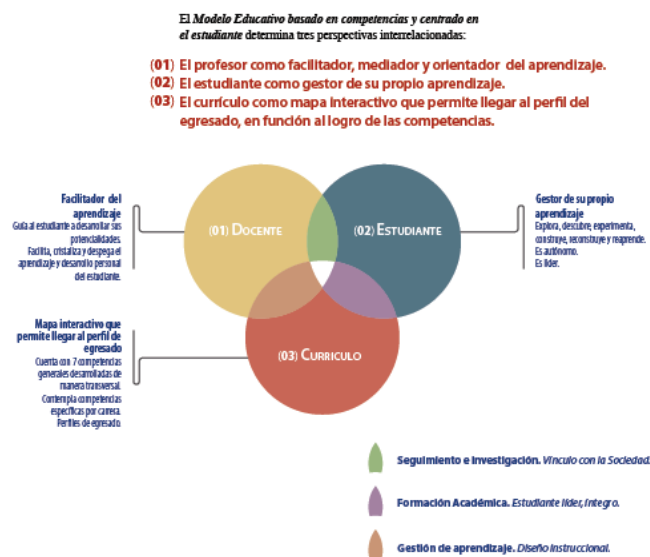 El Modelo Educativo basado en competencias y centrado en
el estudiante determina tres perspectivas interrelacionadas:
(01) El profesor como facilitador, mediador y orientador del aprendizaje.
(02) El estudiante como gestor de su propio aprendizaje.
(03) El currículo como mapa interactivo que permite llegar al perfil del
egresado, en función al logro de las competencias.
Facilitador del
aprendizaje
Guía al estudiante a desarrollar sus
potencialidades.
Facilita, cristaliza y despega el
aprendizaje y desarrollo personal
del estudiante.
(01) DOCENTE
(02) ESTUDIANTE
Gestor de su propio
aprendizaje
Explora, descubre, experimenta,
construye, reconstruye y reaprende.
Es autónomo.
Es líder.
Mapa interactivo que
permite llegar al perfil de
egresado
Cuenta con 7 competencias
generales desarrolladas de
manera transversal.
Contempla competencias
específicas por carrera.
Perfiles de egresado.
(03) CURRICULO
Seguimiento e investigación. Vínculo con la Sociedad.
Formación Académica. Estudiante líder, íntegro.
Gestión de aprendizaje. Diseño instruccional.